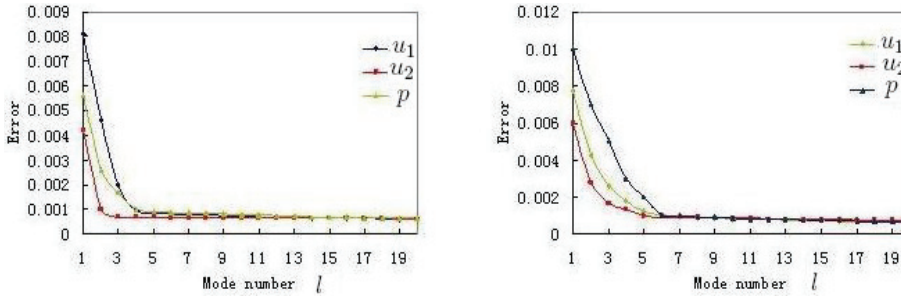 0.009
0.008
0.007
0.006
0.005
0.004
0.003
0.002
0.001
0
Error
1 3 5 7 9 11 13 15 17 19
Mode number l
u1
u2
p
0.012
0.01
0.008
0.006
0.004
0.002
0
Error
1 3 5 7 9 11 13 15 17 19
Mode number l
u1
u2
p